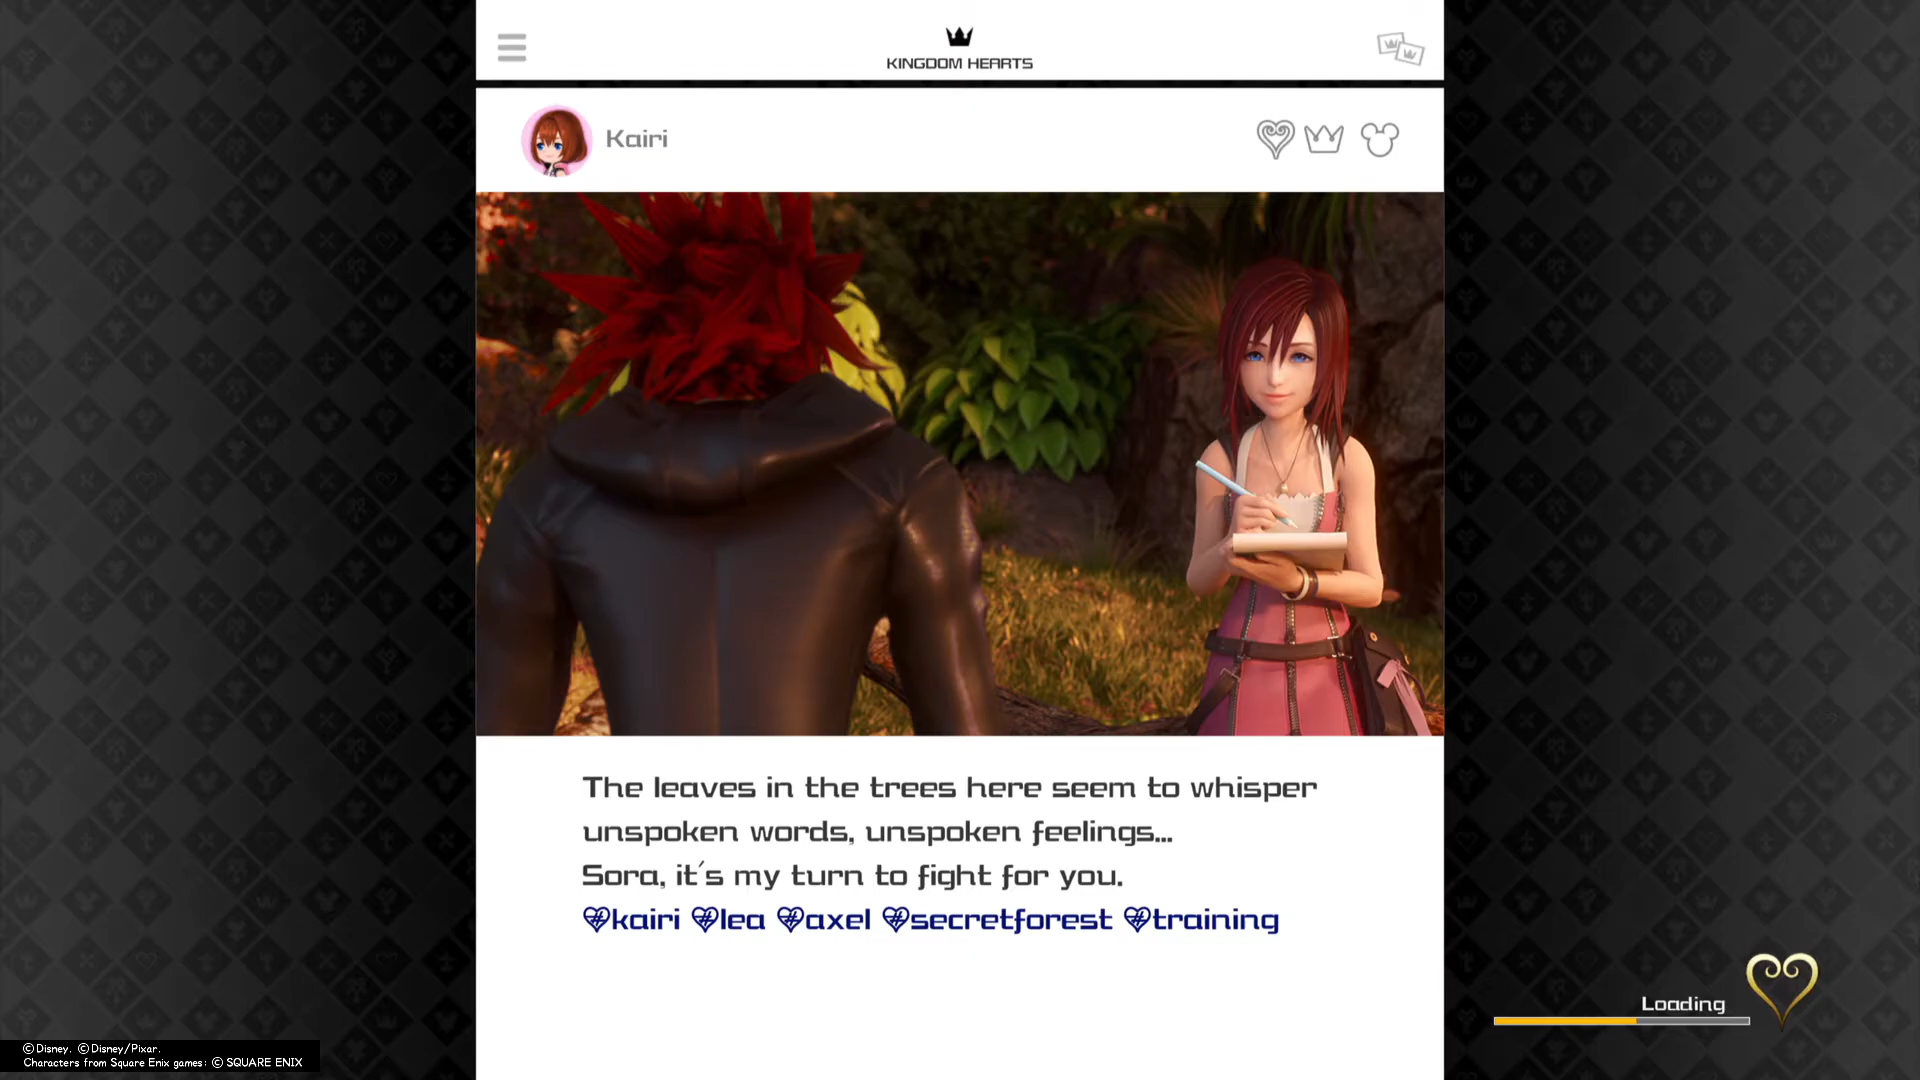 KINGDOM HEARTS
Kairi
The leaves in the trees here seem to whisper
unspoken words, unspoken feelings...
Sora, it's my turn to fight for you.
#kairi #lea #axel #secretforest #training
Loading
©Disney. ©Disney/Pixar.
Characters from Square Enix games: © SQUARE ENIX